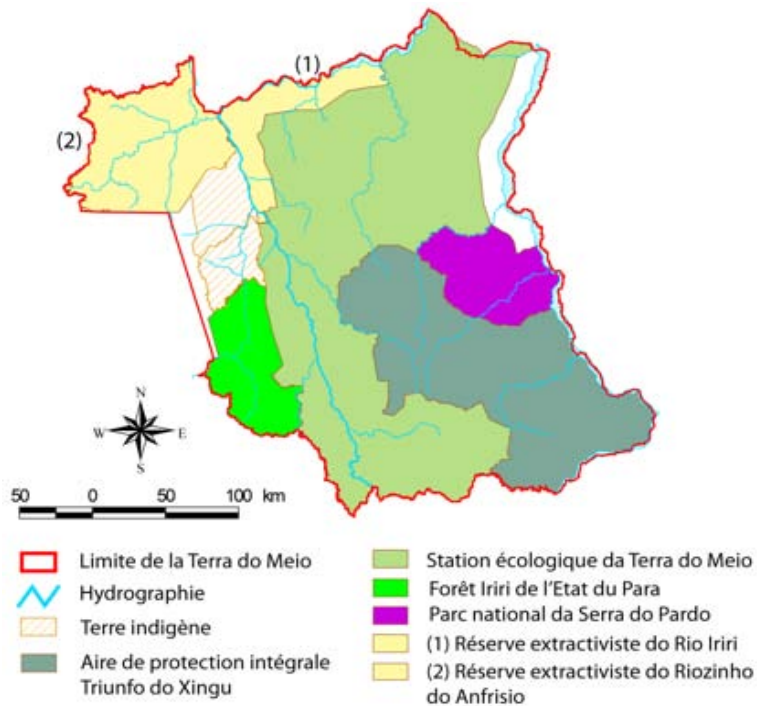 (1)
(2)
N
W E
S
50 0 50 100 km
Limite de la Terra do Meio
Hydrographie
Terre indigène
Aire de protection intégrale
Triunfo do Xingu
Station écologique da Terra do Meio
Forêt Iriri de l'Etat du Para
Parc national da Serra do Pardo
(1) Réserve extractiviste do Rio Iriri
(2) Réserve extractiviste do Riozinho
do Anfrisio